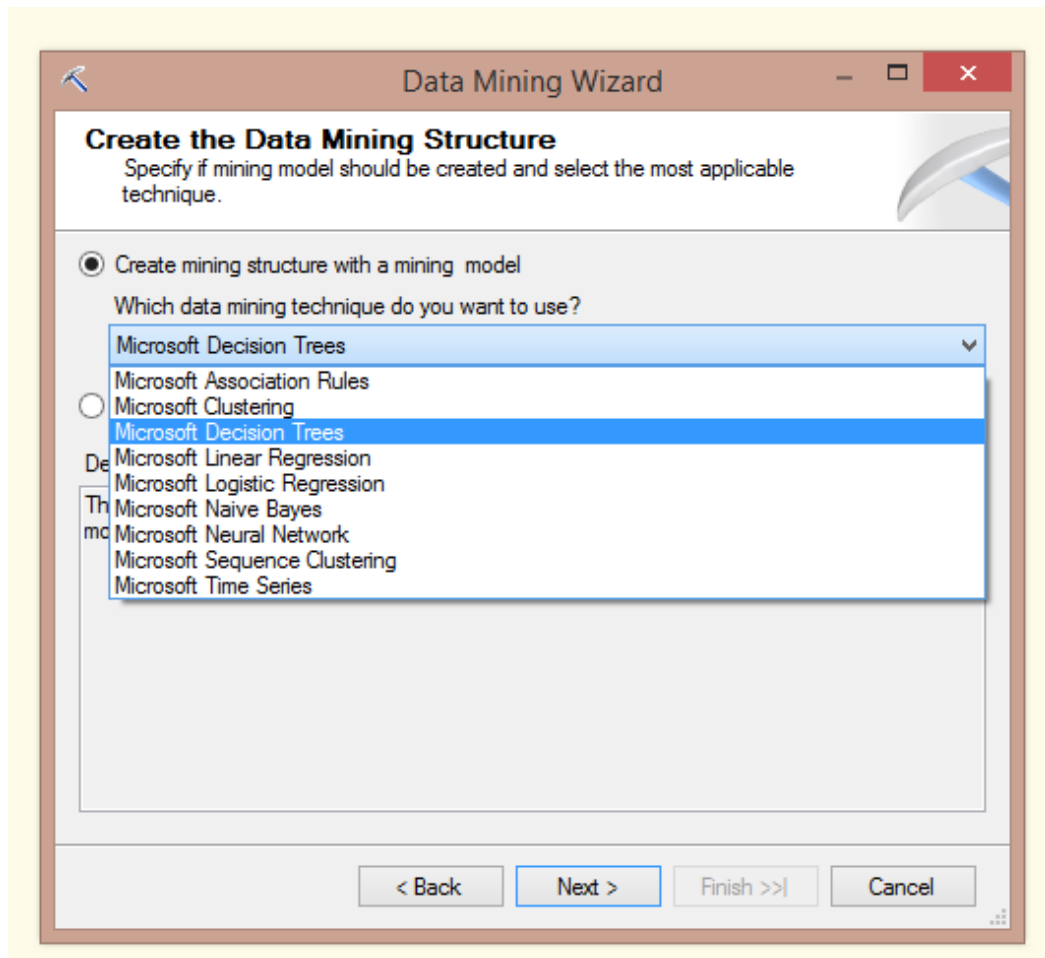 Data Mining Wizard
Create the Data Mining Structure
Specify if mining model should be created and select the most applicable
technique.
Create mining structure with a mining model
Which data mining technique do you want to use?
Microsoft Decision Trees
Microsoft Association Rules
Microsoft Clustering
Microsoft Decision Trees
Microsoft Linear Regression
Microsoft Logistic Regression
Microsoft Naive Bayes
Microsoft Neural Network
Microsoft Sequence Clustering
Microsoft Time Series
< Back
Next >
Finish >>|
Cancel